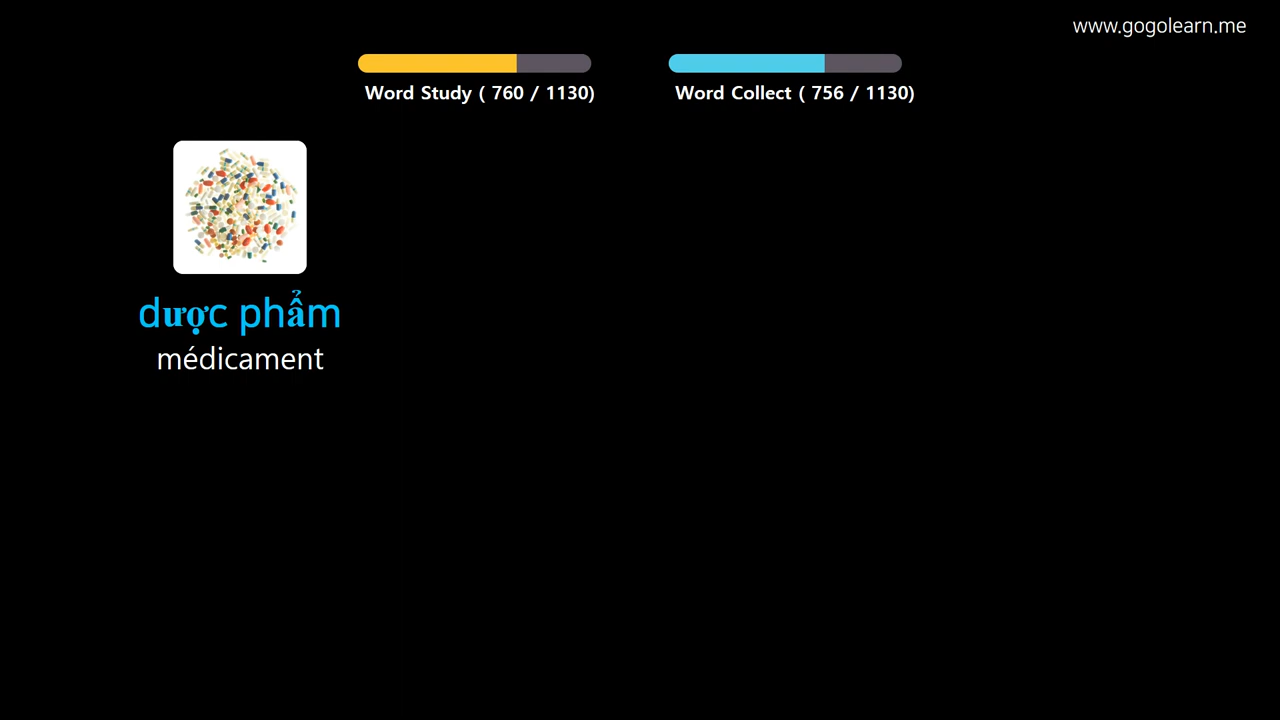 www.gogolearn.me
Word Study ( 760 / 1130)
Word Collect ( 756 / 1130)
dược phẩm
médicament